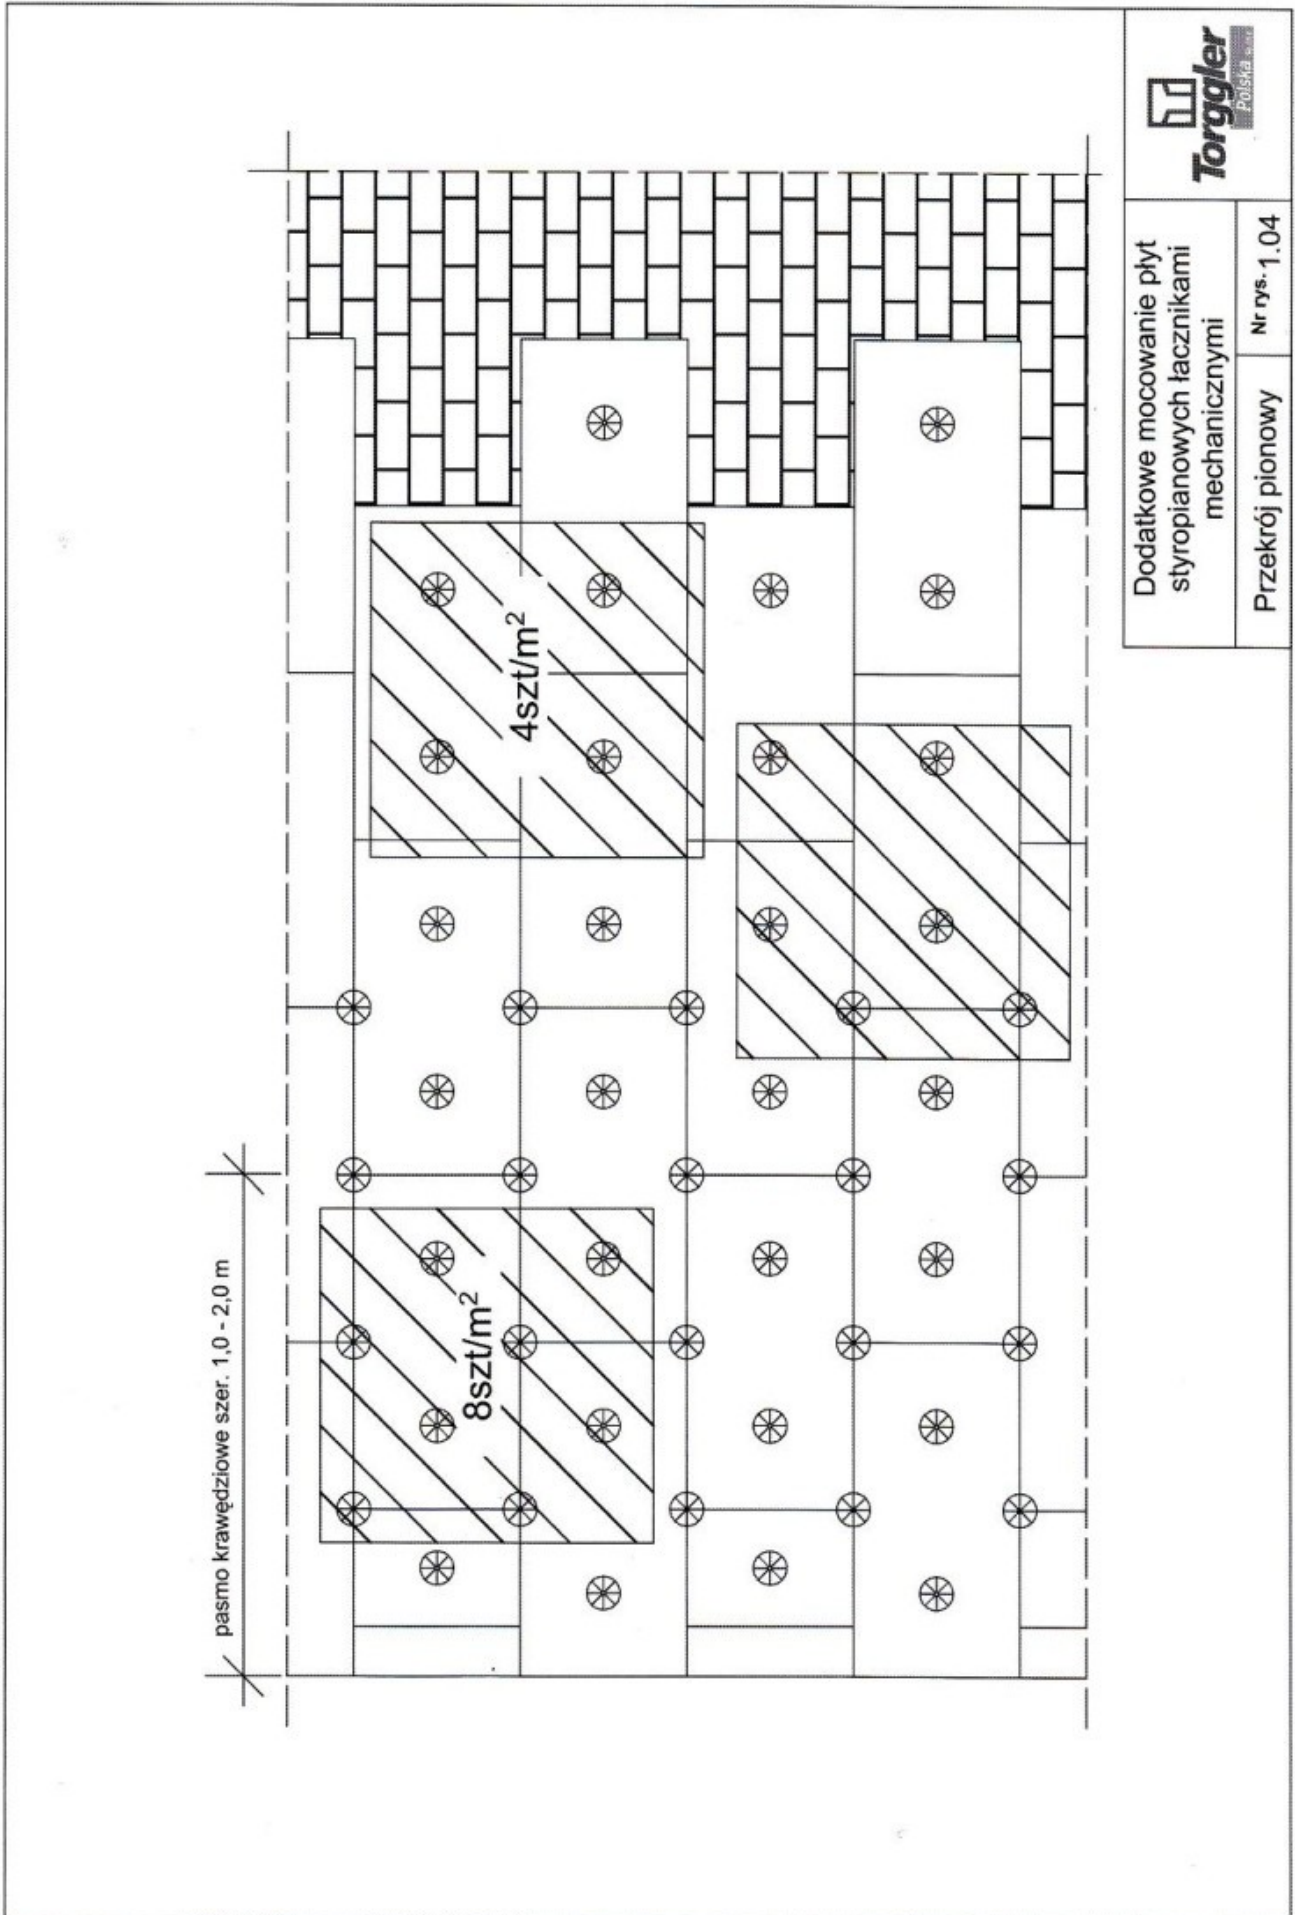 pasmo krawędziowe szer. 1,0 - 2,0 m
8szt/m²
4szt/m²
Dodatkowe mocowanie płyt
styropianowych łacznikami
mechanicznymi
Przekrój pionowy
Nr rys. 1.04
Torggler
Polska